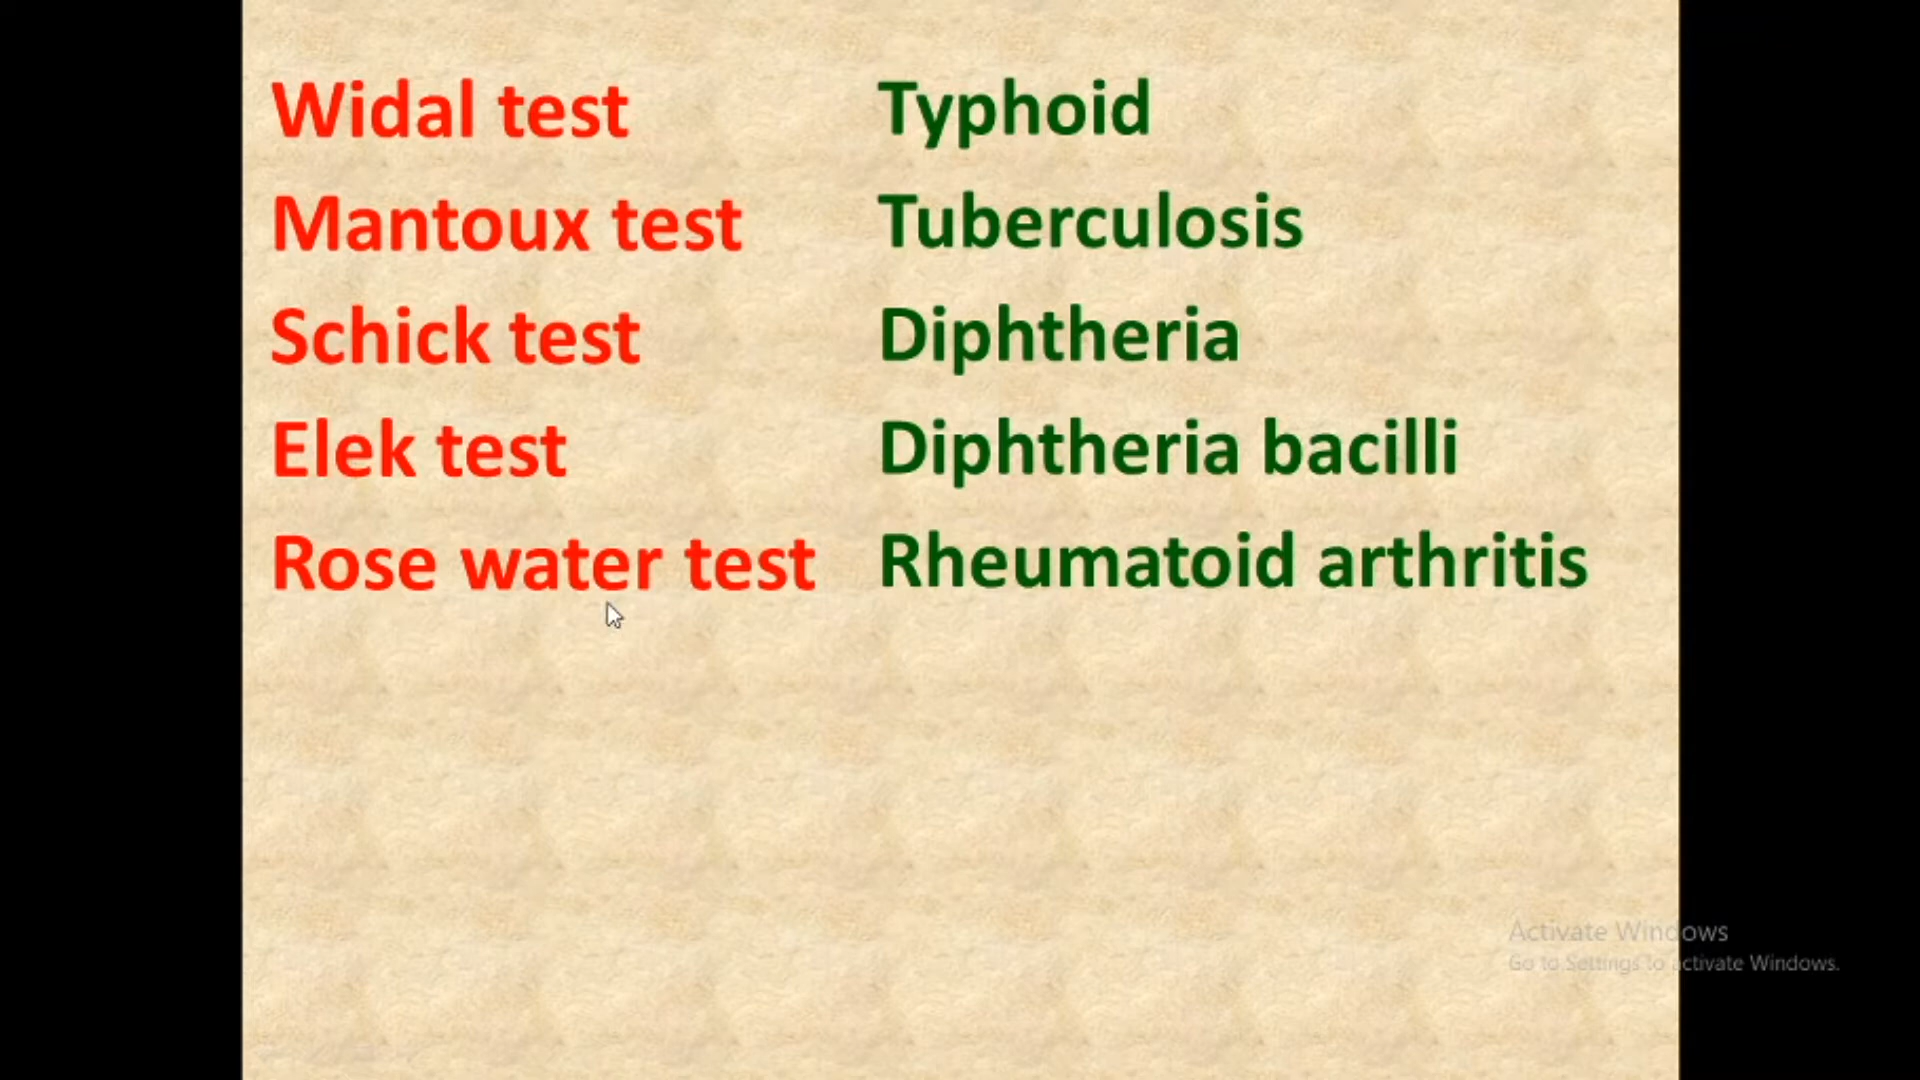 Widal test Typhoid
Mantoux test Tuberculosis
Schick test Diphtheria
Elek test Diphtheria bacilli
Rose water test Rheumatoid arthritis
Activate Windows
Go to Settings to activate Windows.